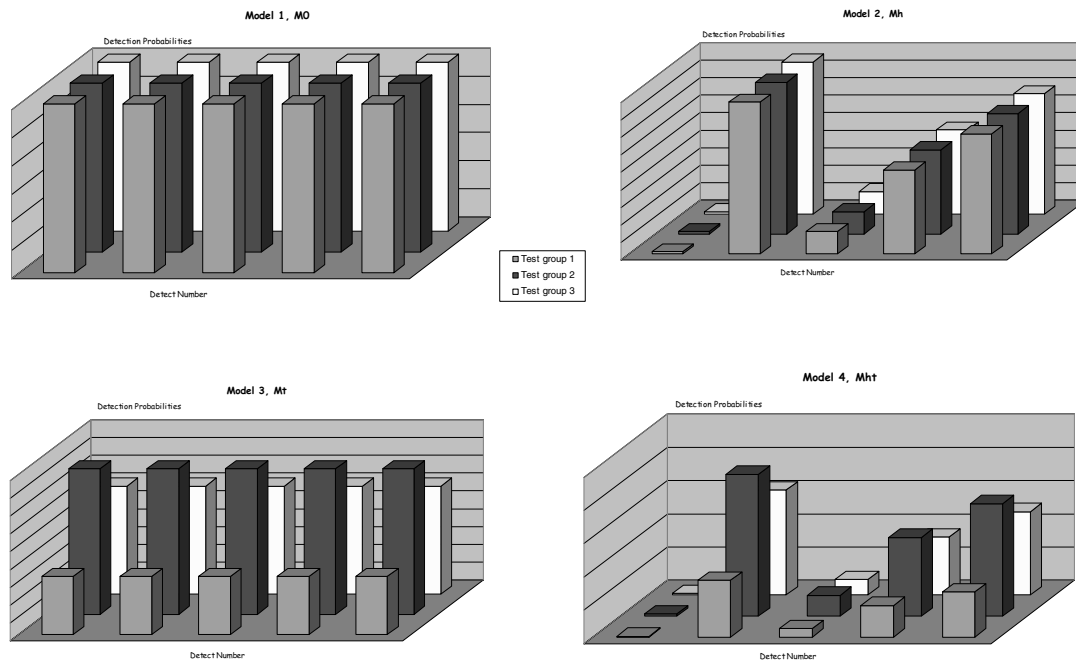 Model 1, M0
Detection Probabilities
Detect Number
Model 2, Mh
Detection Probabilities
Detect Number
Test group 1
Test group 2
Test group 3
Model 3, Mt
Detection Probabilities
Detect Number
Model 4, Mht
Detection Probabilities
Detect Number